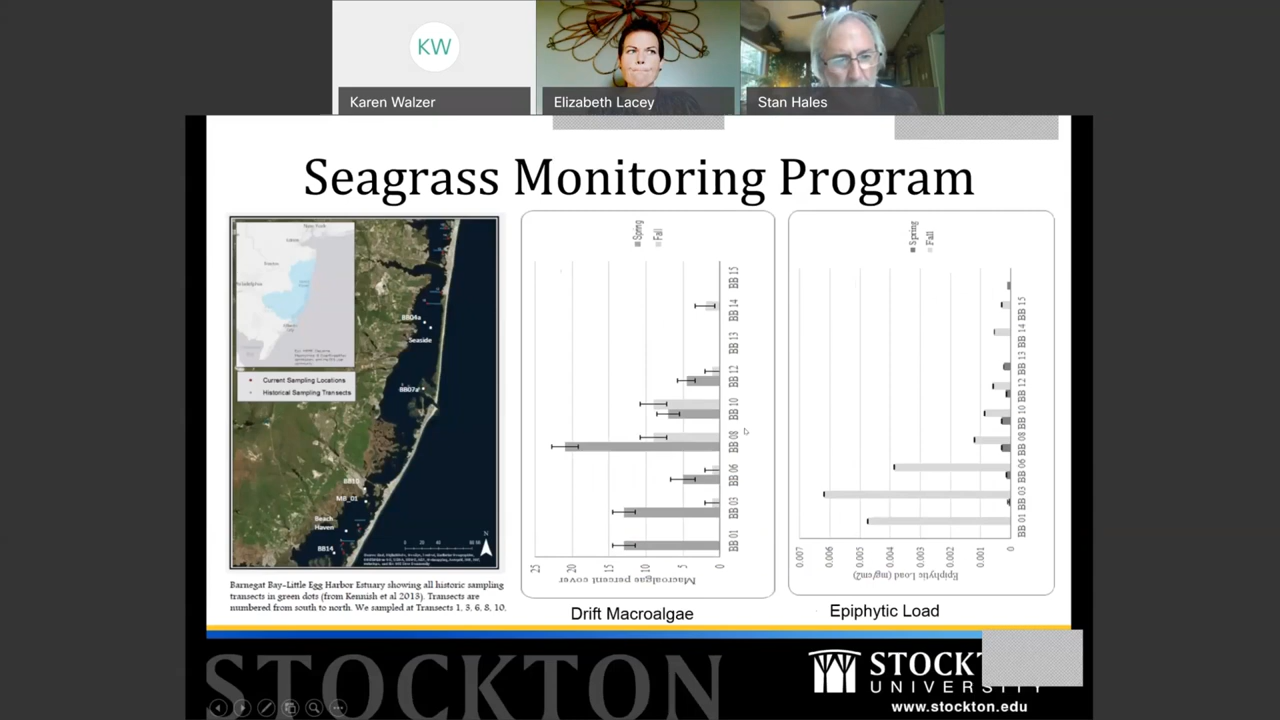 KW
Karen Walzer
Elizabeth Lacey
Stan Hales
Seagrass Monitoring Program
New York
Philadelphia
BB04a
Seaside
BB07a
Current Sampling Locations
Historical Sampling Transects
BB10
MB_01
Beach
Haven
BB14
N
Barnegat Bay-Little Egg Harbor Estuary showing all historic sampling
transects in green dots (from Kennish et al 2013). Transects are
numbered from south to north. We sampled at Transects 1, 3, 6, 8, 10,
Spring
Fall
BB 15
BB 14
BB 13
BB 12
BB 10
BB 08
BB 06
BB 03
BB 01
25
20
15
10
5
0
Macroalgae percent cover
Drift Macroalgae
Spring
Fall
BB 15
BB 14
BB 13
BB 12
BB 10
BB 08
BB 06
BB 03
BB 01
0.007
0.006
0.005
0.004
0.003
0.002
0.001
0
Epiphytic Load (mg/cm2)
Epiphytic Load
STOCKTON
UNIVERSITY
www.stockton.edu